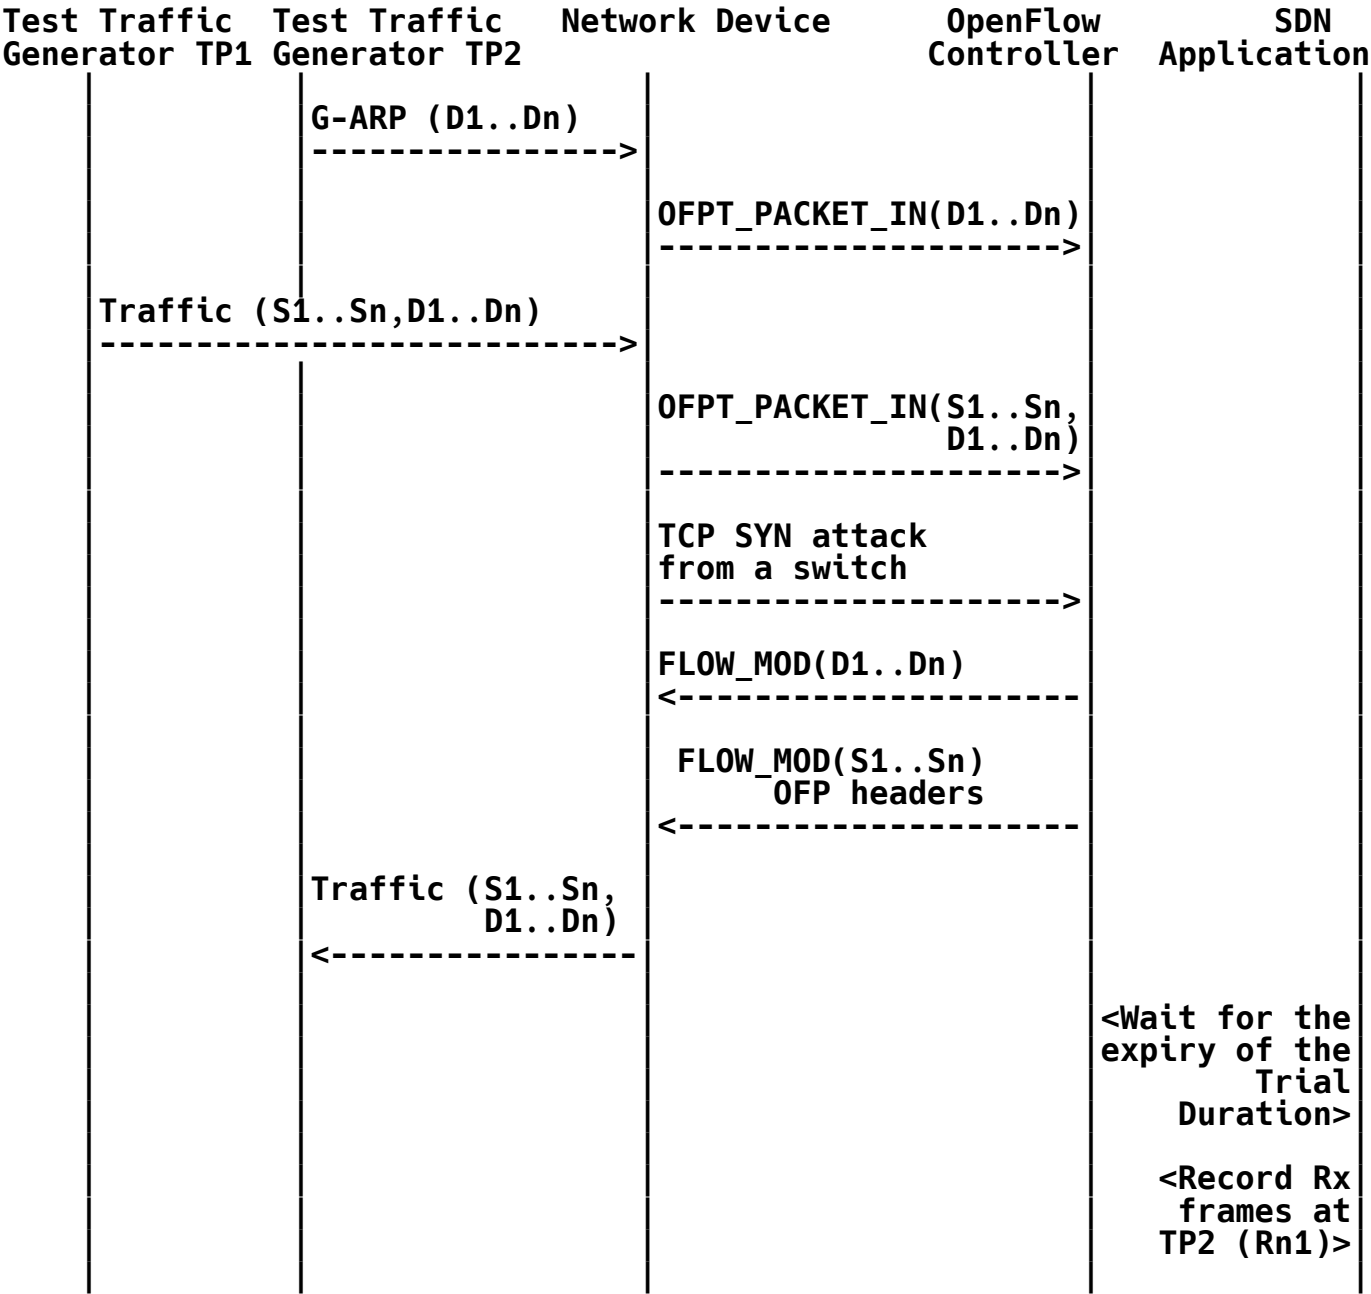 Test Traffic  Test Traffic   Network Device      OpenFlow         SDN
Generator TP1 Generator TP2                     Controller  Application
G-ARP (D1..Dn)
---------------->
OFPT_PACKET_IN(D1..Dn)
--------------------->
Traffic (S1..Sn,D1..Dn)
--------------------------->
OFPT_PACKET_IN(S1..Sn,
D1..Dn)
--------------------->
TCP SYN attack
from a switch
--------------------->
FLOW_MOD(D1..Dn)
<---------------------
FLOW_MOD(S1..Sn)
OFP headers
<---------------------
Traffic (S1..Sn,
D1..Dn)
<----------------
<Wait for the
expiry of the
Trial
Duration>
<Record Rx
frames at
TP2 (Rn1)>